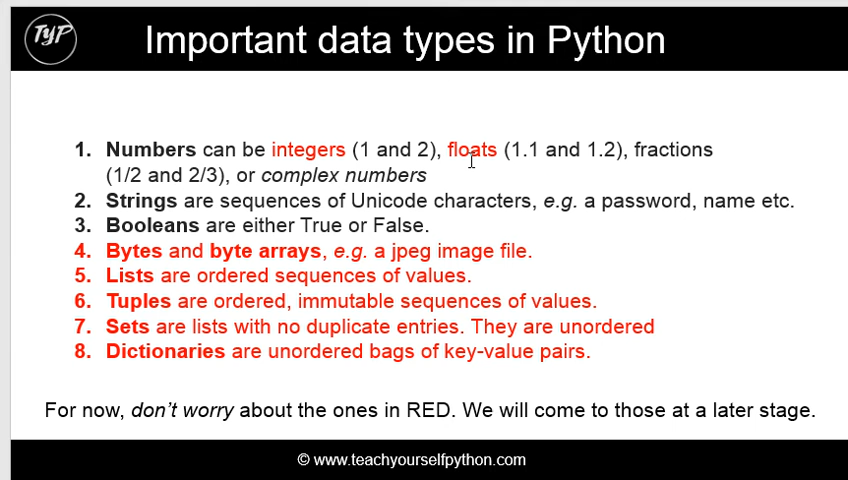 TyP
Important data types in Python
1. Numbers can be integers (1 and 2), floats (1.1 and 1.2), fractions
(1/2 and 2/3), or complex numbers
2. Strings are sequences of Unicode characters, e.g. a password, name etc.
3. Booleans are either True or False.
4. Bytes and byte arrays, e.g. a jpeg image file.
5. Lists are ordered sequences of values.
6. Tuples are ordered, immutable sequences of values.
7. Sets are lists with no duplicate entries. They are unordered
8. Dictionaries are unordered bags of key-value pairs.
For now, don't worry about the ones in RED. We will come to those at a later stage.
© www.teachyourselfpython.com